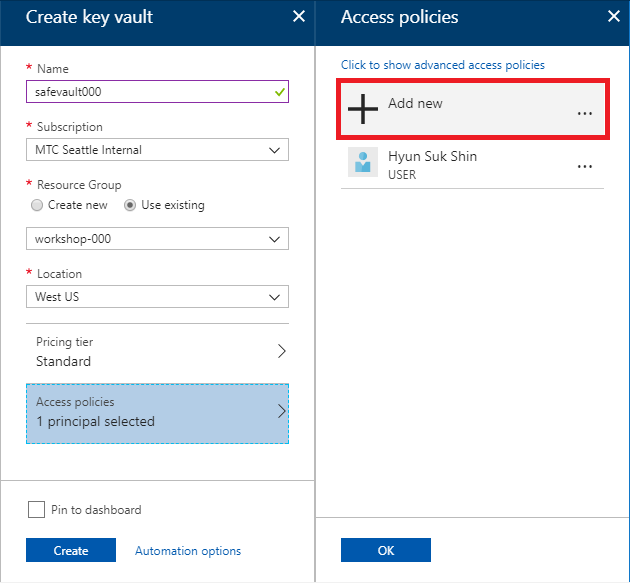 Create key vault
* Name
safevault000
* Subscription
MTC Seattle Internal
* Resource Group
Create new
Use existing
workshop-000
* Location
West US
Pricing tier
Standard
Access policies
1 principal selected
Pin to dashboard
Create
Automation options
Access policies
Click to show advanced access policies
Add new
...
Hyun Suk Shin
USER
...
OK